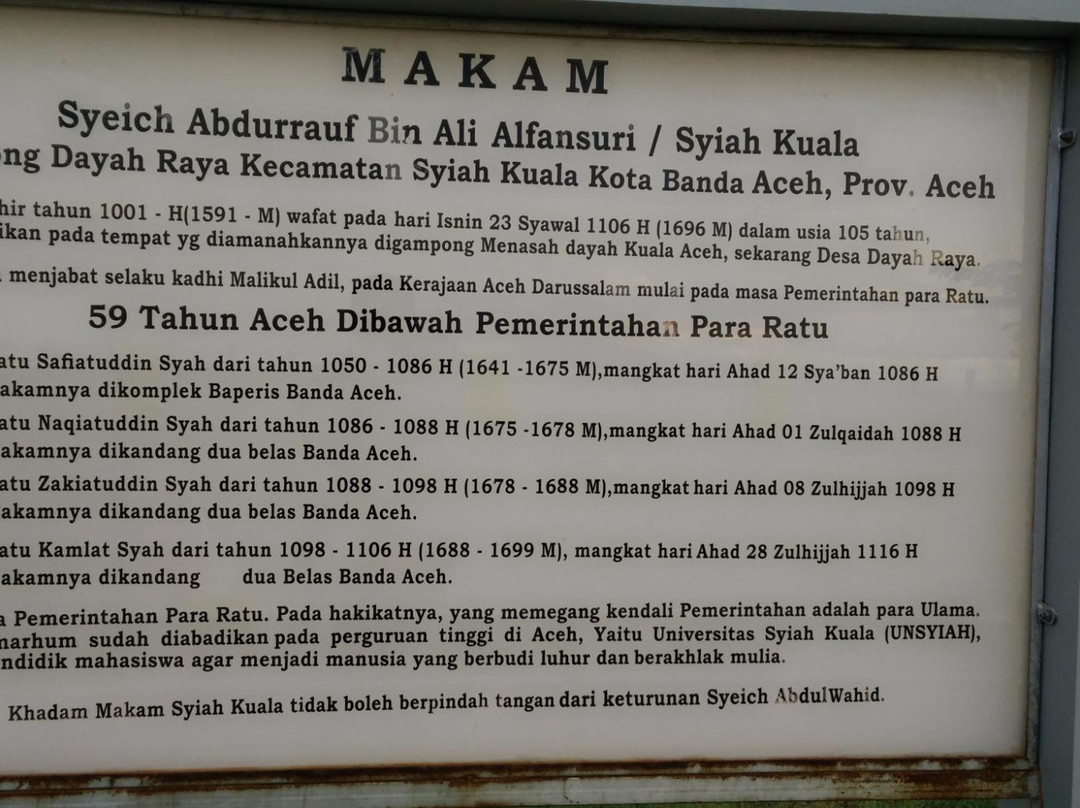 MAKAM
Syeich Abdurrauf Bin Ali Alfansuri / Syiah Kuala
ong Dayah Raya Kecamatan Syiah Kuala Kota Banda Aceh, Prov. Aceh
hir tahun 1001 - H(1591 - M) wafat pada hari Isnin 23 Syawal 1106 H (1696 M) dalam usia 105 tahun,
ikan pada tempat yg diamanahkannya digampong Menasah dayah Kuala Aceh, sekarang Desa Dayah Raya.
menjabat selaku kadhi Malikul Adil, pada Kerajaan Aceh Darussalam mulai pada masa Pemerintahan para Ratu.
59 Tahun Aceh Dibawah Pemerintahan Para Ratu
atu Safiatuddin Syah dari tahun 1050 - 1086 H (1641 -1675 M),mangkat hari Ahad 12 Sya'ban 1086 H
akamnya dikomplek Baperis Banda Aceh.
atu Naqiatuddin Syah dari tahun 1086 - 1088 H (1675 -1678 M),mangkat hari Ahad 01 Zulqaidah 1088 H
akamnya dikandang dua belas Banda Aceh.
atu Zakiatuddin Syah dari tahun 1088 - 1098 H (1678 - 1688 M),mangkat hari Ahad 08 Zulhijjah 1098 H
akamnya dikandang dua belas Banda Aceh.
atu Kamlat Syah dari tahun 1098 - 1106 H (1688 - 1699 M), mangkat hari Ahad 28 Zulhijjah 1116 H
akamnya dikandang dua Belas Banda Aceh.
a Pemerintahan Para Ratu. Pada hakikatnya, yang memegang kendali Pemerintahan adalah para Ulama.
marhum sudah diabadikan pada perguruan tinggi di Aceh, Yaitu Universitas Syiah Kuala (UNSYIAH),
ndidik mahasiswa agar menjadi manusia yang berbudi luhur dan berakhlak mulia.
Khadam Makam Syiah Kuala tidak boleh berpindah tangan dari keturunan Syeich AbdulWahid.